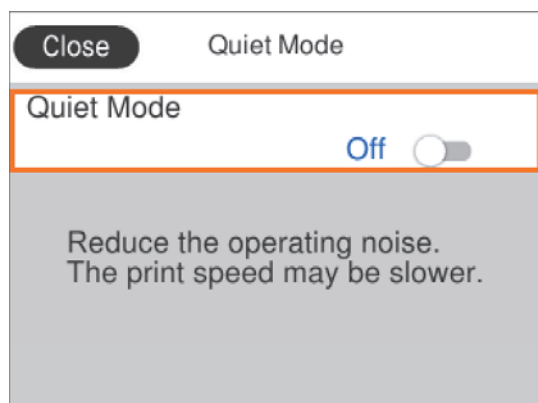 Close
Quiet Mode
Quiet Mode
Off
Reduce the operating noise.
The print speed may be slower.